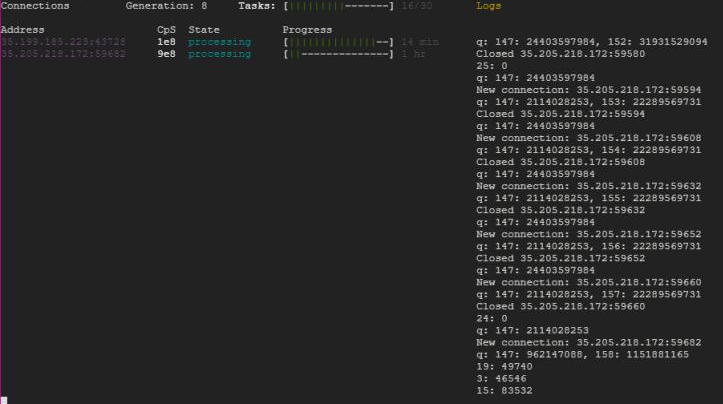 Connections Generation: 8 Tasks: [|||||||||-------] 16/30
Address CpS State Progress
35.199.185.223:43728 1e8 processing [||||||||||||||--] 14 min
35.205.218.172:59682 9e8 processing [||--------------] 1 hr
Logs
q: 147: 24403597984, 152: 31931529094
Closed 35.205.218.172:59580
25: 0
q: 147: 24403597984
New connection: 35.205.218.172:59594
q: 147: 2114028253, 153: 22289569731
Closed 35.205.218.172:59594
q: 147: 24403597984
New connection: 35.205.218.172:59608
q: 147: 2114028253, 154: 22289569731
Closed 35.205.218.172:59608
q: 147: 24403597984
New connection: 35.205.218.172:59632
q: 147: 2114028253, 155: 22289569731
Closed 35.205.218.172:59632
q: 147: 24403597984
New connection: 35.205.218.172:59652
q: 147: 2114028253, 156: 22289569731
Closed 35.205.218.172:59652
q: 147: 24403597984
New connection: 35.205.218.172:59660
q: 147: 2114028253, 157: 22289569731
Closed 35.205.218.172:59660
24: 0
q: 147: 2114028253
New connection: 35.205.218.172:59682
q: 147: 962147088, 158: 1151881165
19: 49740
3: 46546
15: 83532